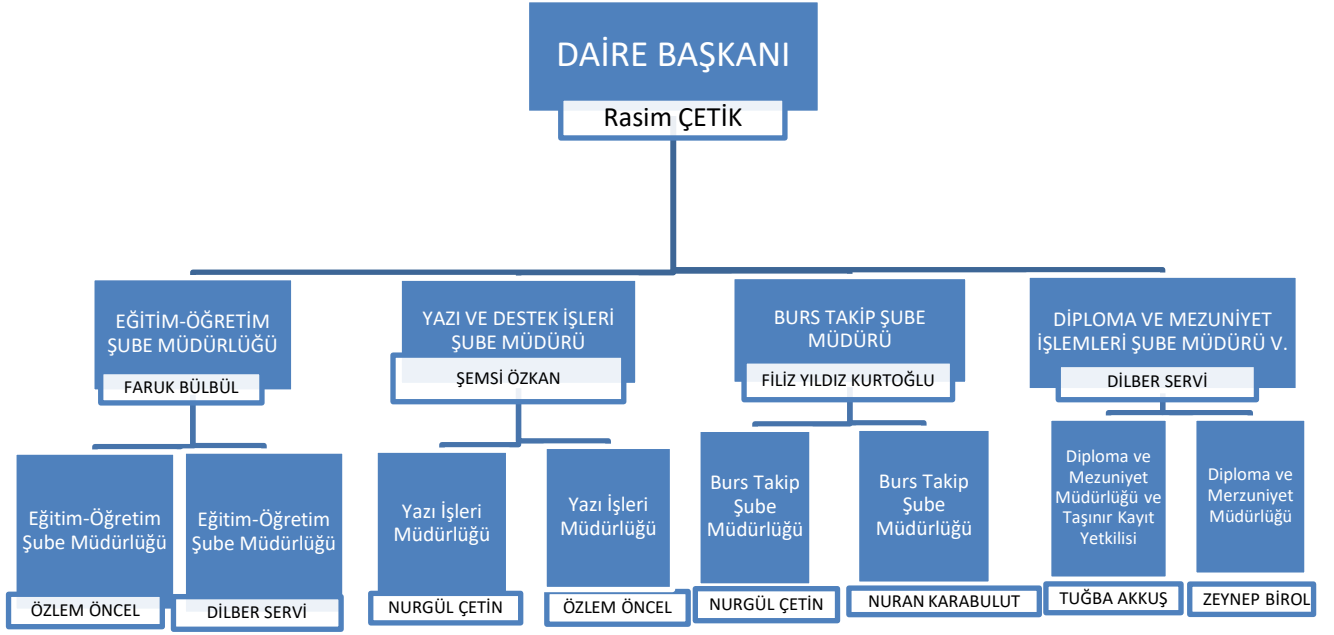 DAİRE BAŞKANI
Rasim ÇETİK
EĞİTİM-ÖĞRETİM
ŞUBE MÜDÜRLÜĞÜ
FARUK BÜLBÜL
YAZI VE DESTEK İŞLERİ
ŞUBE MÜDÜRÜ
ŞEMSİ ÖZKAN
BURS TAKİP ŞUBE
MÜDÜRÜ
FİLİZ YILDIZ KURTOĞLU
DİPLOMA VE MEZUNİYET
İŞLEMLERİ ŞUBE MÜDÜRÜ V.
DİLBER SERVİ
Eğitim-Öğretim
Şube Müdürlüğü
ÖZLEM ÖNCEL
Eğitim-Öğretim
Şube Müdürlüğü
DİLBER SERVİ
Yazı İşleri
Müdürlüğü
NURGÜL ÇETİN
Yazı İşleri
Müdürlüğü
ÖZLEM ÖNCEL
Burs Takip
Şube
Müdürlüğü
NURGÜL ÇETİN
Burs Takip
Şube
Müdürlüğü
NURAN KARABULUT
Diploma ve
Mezuniyet
Müdürlüğü ve
Taşınır Kayıt
Yetkilisi
TUĞBA AKKUŞ
Diploma ve
Merzuniyet
Müdürlüğü
ZEYNEP BİROL